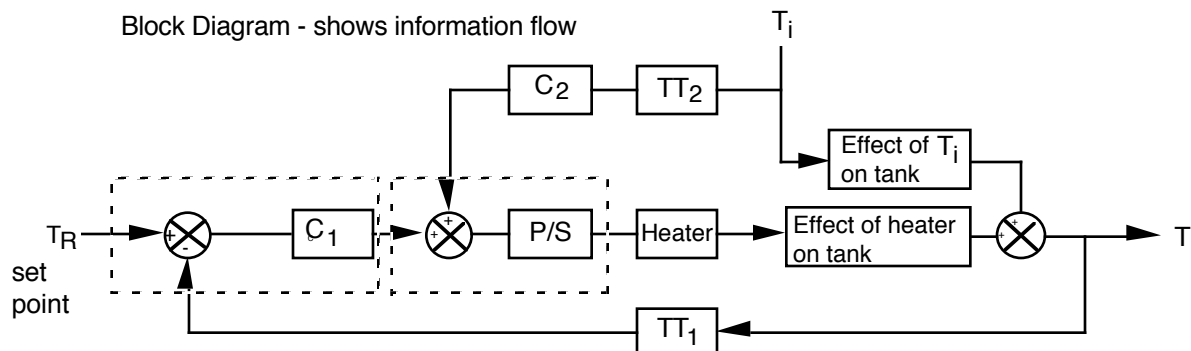 Block Diagram - shows information flow
Ti
C2
TT2
Effect of Ti
on tank
+
+
TR
+
-
C1
+
+
P/S
Heater
Effect of heater
on tank
T
set
point
TT1